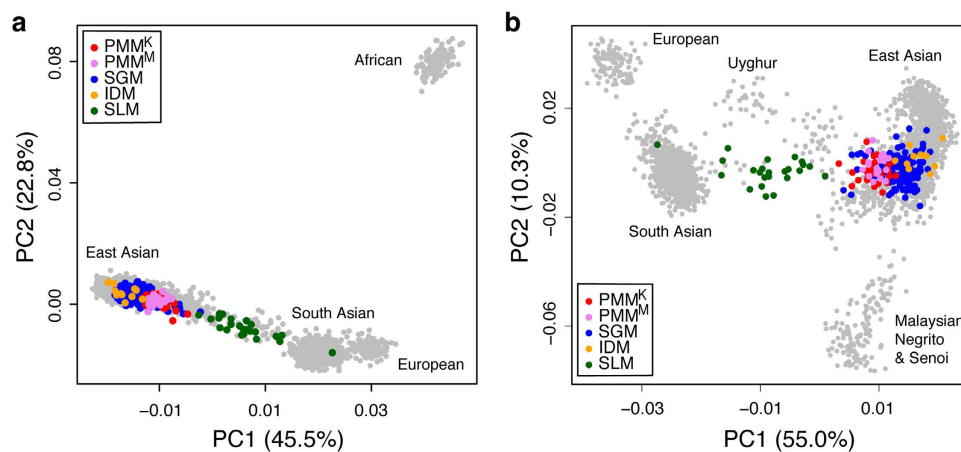 a
PMM^K
PMM^M
SGM
IDM
SLM
African
East Asian
South Asian
European
PC2 (22.8%)
0.00
0.04
0.08
−0.01
0.01
0.03
PC1 (45.5%)
b
European
Uyghur
East Asian
South Asian
Malaysian
Negrito
& Senoi
PMM^K
PMM^M
SGM
IDM
SLM
PC2 (10.3%)
−0.06
−0.02
0.02
−0.03
−0.01
0.01
PC1 (55.0%)